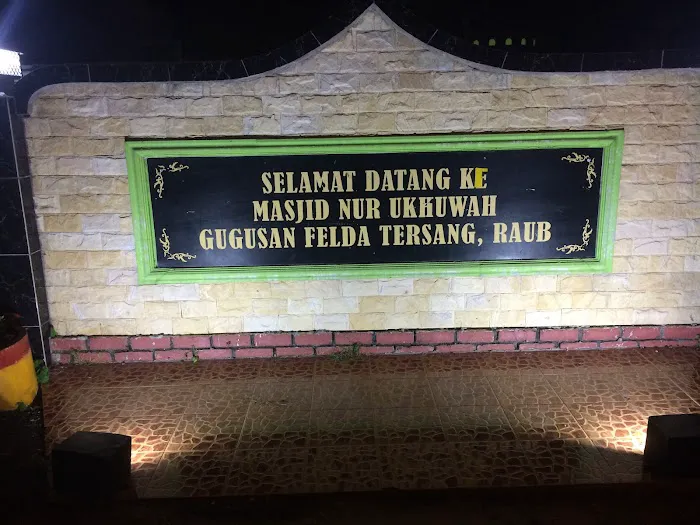 SELAMAT DATANG KE
MASJID NUR UKHUWAH
GUGUSAN FELDA TERSANG, RAUB